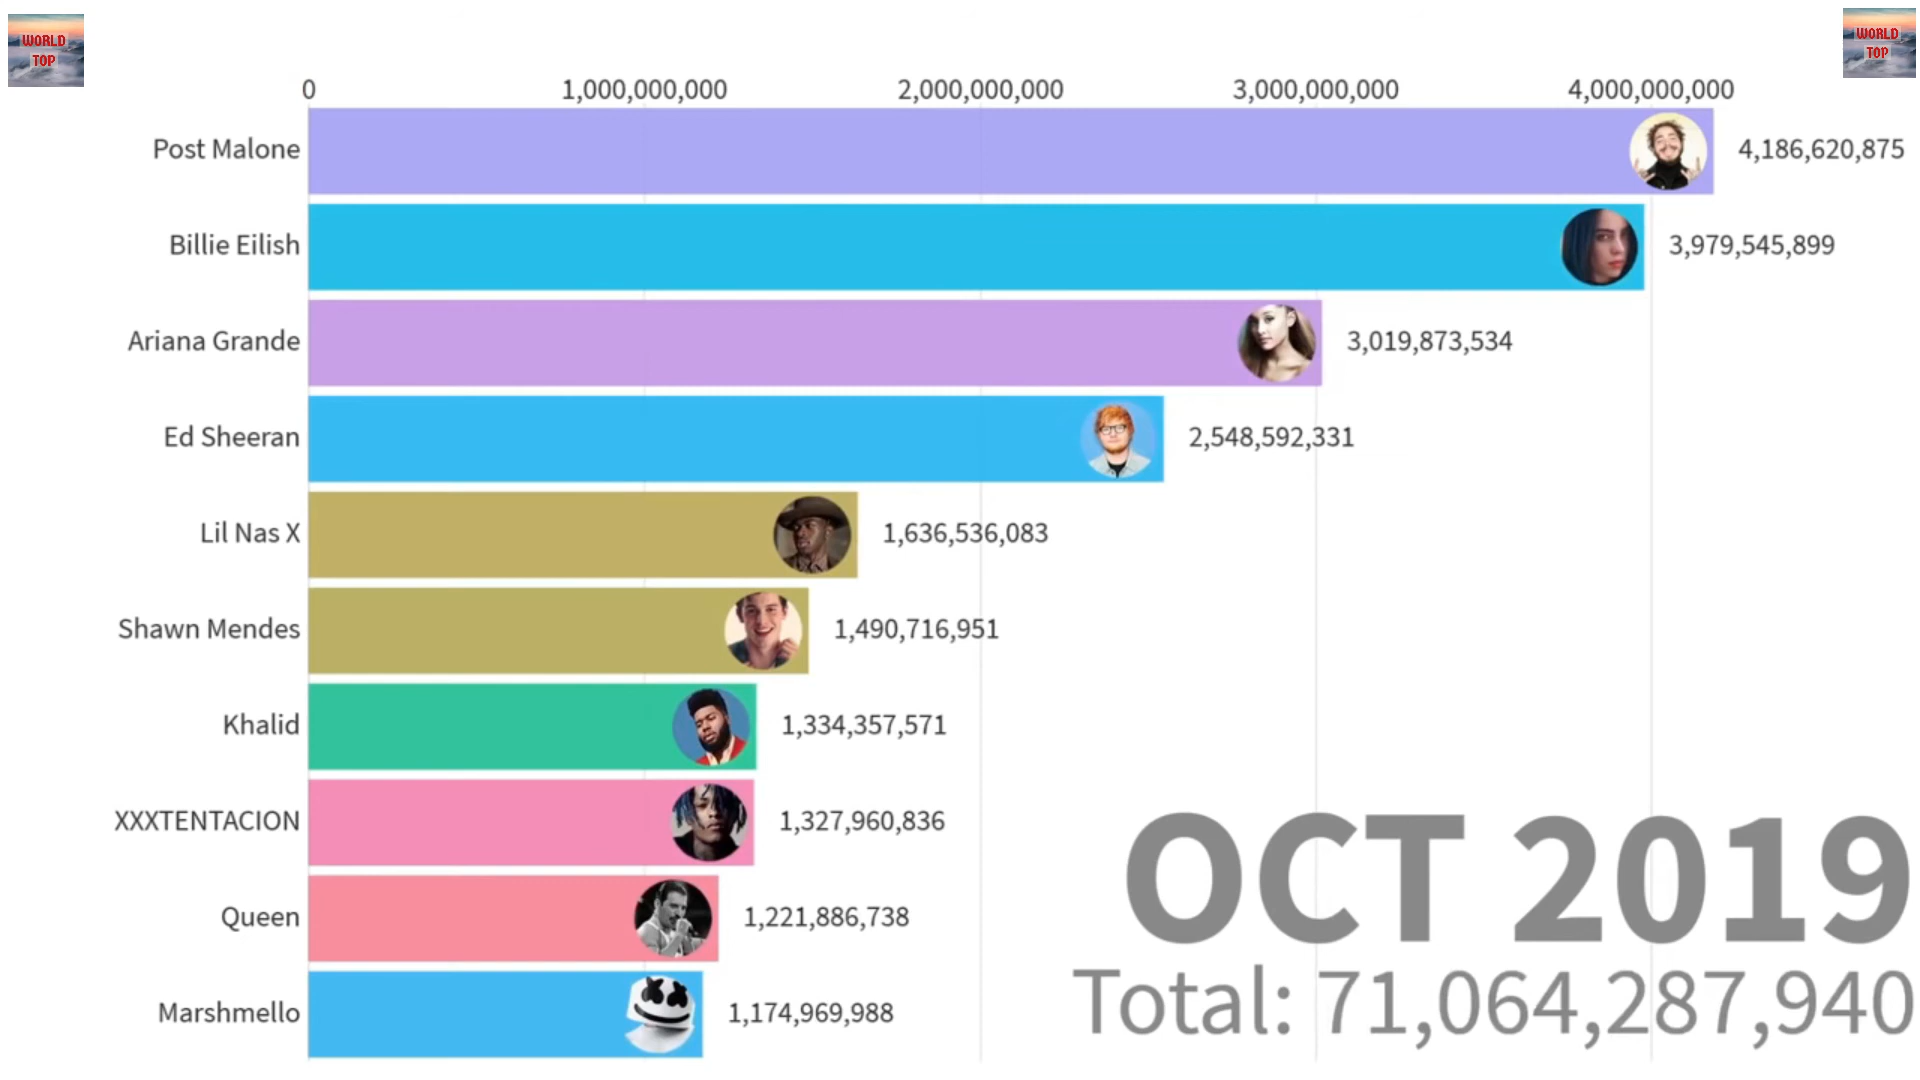 WORLD
TOP
WORLD
TOP
0 1,000,000,000 2,000,000,000 3,000,000,000 4,000,000,000
Post Malone 4,186,620,875
Billie Eilish 3,979,545,899
Ariana Grande 3,019,873,534
Ed Sheeran 2,548,592,331
Lil Nas X 1,636,536,083
Shawn Mendes 1,490,716,951
Khalid 1,334,357,571
XXXTENTACION 1,327,960,836
Queen 1,221,886,738
Marshmello 1,174,969,988
OCT 2019
Total: 71,064,287,940